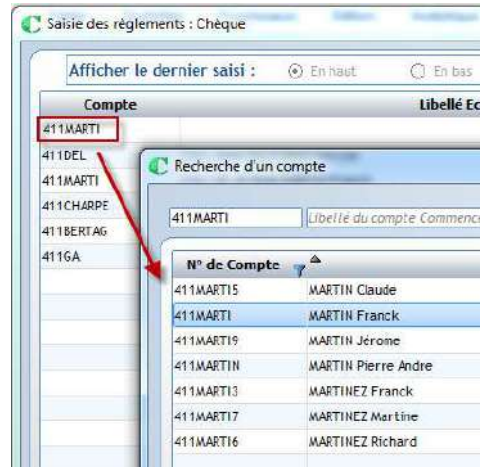 Saisie des règlements : Chèque
Afficher le dernier saisi : En haut En bas
Compte Libellé Ec
411MARTI
411DEL
411MARTI
411CHARPE
411BERTAG
411GA
Recherche d'un compte
411MARTI Libellé du compte Commence
N° de Compte
411MARTI5 MARTIN Claude
411MARTI MARTIN Franck
411MARTI9 MARTIN Jérome
411MARTIN MARTIN Pierre Andre
411MARTI3 MARTINEZ Franck
411MARTI7 MARTINEZ Martine
411MARTI6 MARTINEZ Richard